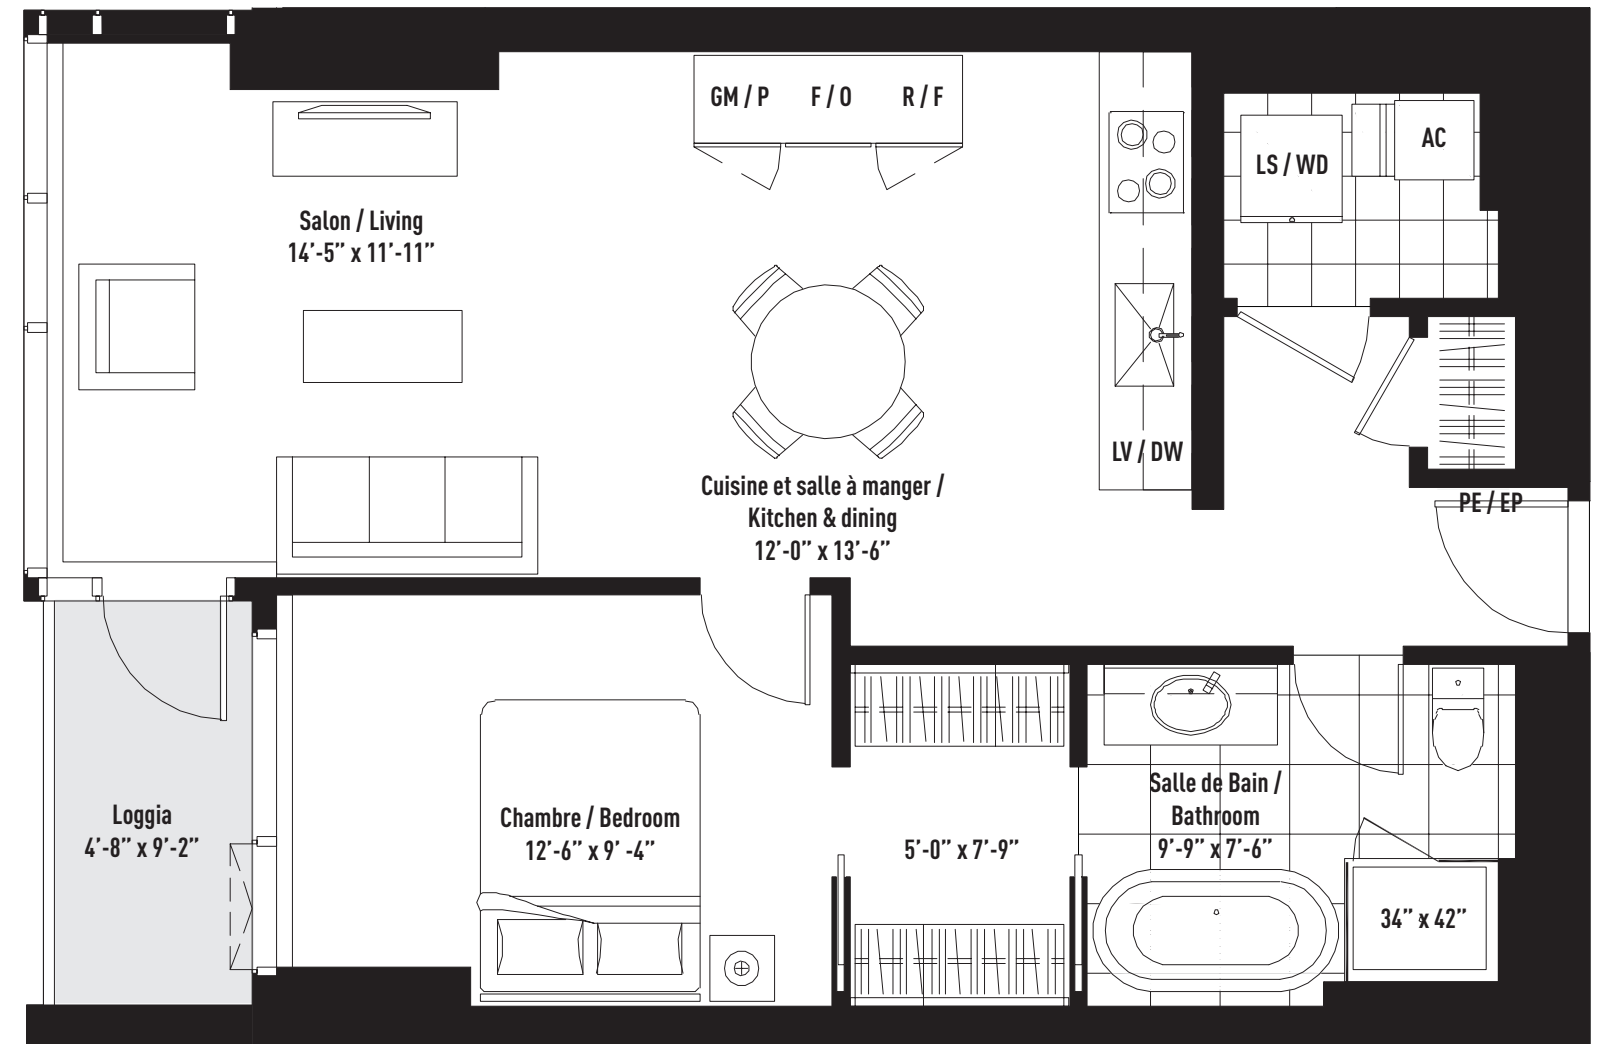 GM / P
F / O
R / F
LS / WD
AC
Salon / Living
14’-5” x 11’-11”
LV / DW
Cuisine et salle à manger /
Kitchen & dining
12’-0” x 13’-6”
PE / EP
Loggia
4’-8” x 9’-2”
Chambre / Bedroom
12’-6” x 9’ -4”
5’-0” x 7’-9”
Salle de Bain /
Bathroom
9’-9” x 7’-6”
34” x 42”